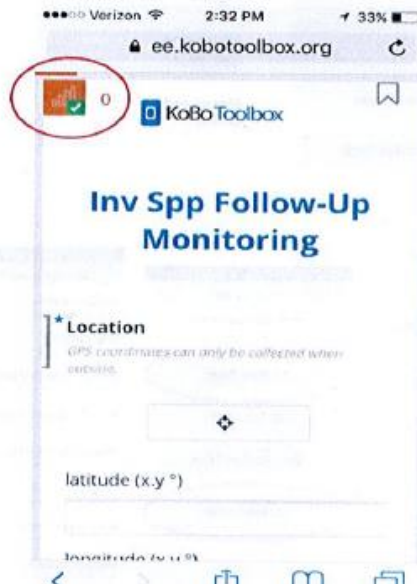 Verizon 2:32 PM 33%
ee.kobotoolbox.org
0
KoBo Toolbox
Inv Spp Follow-Up
Monitoring
*Location
GPS coordinates can only be collected when
outside.
latitude (x.y °)
longitude (x.y °)